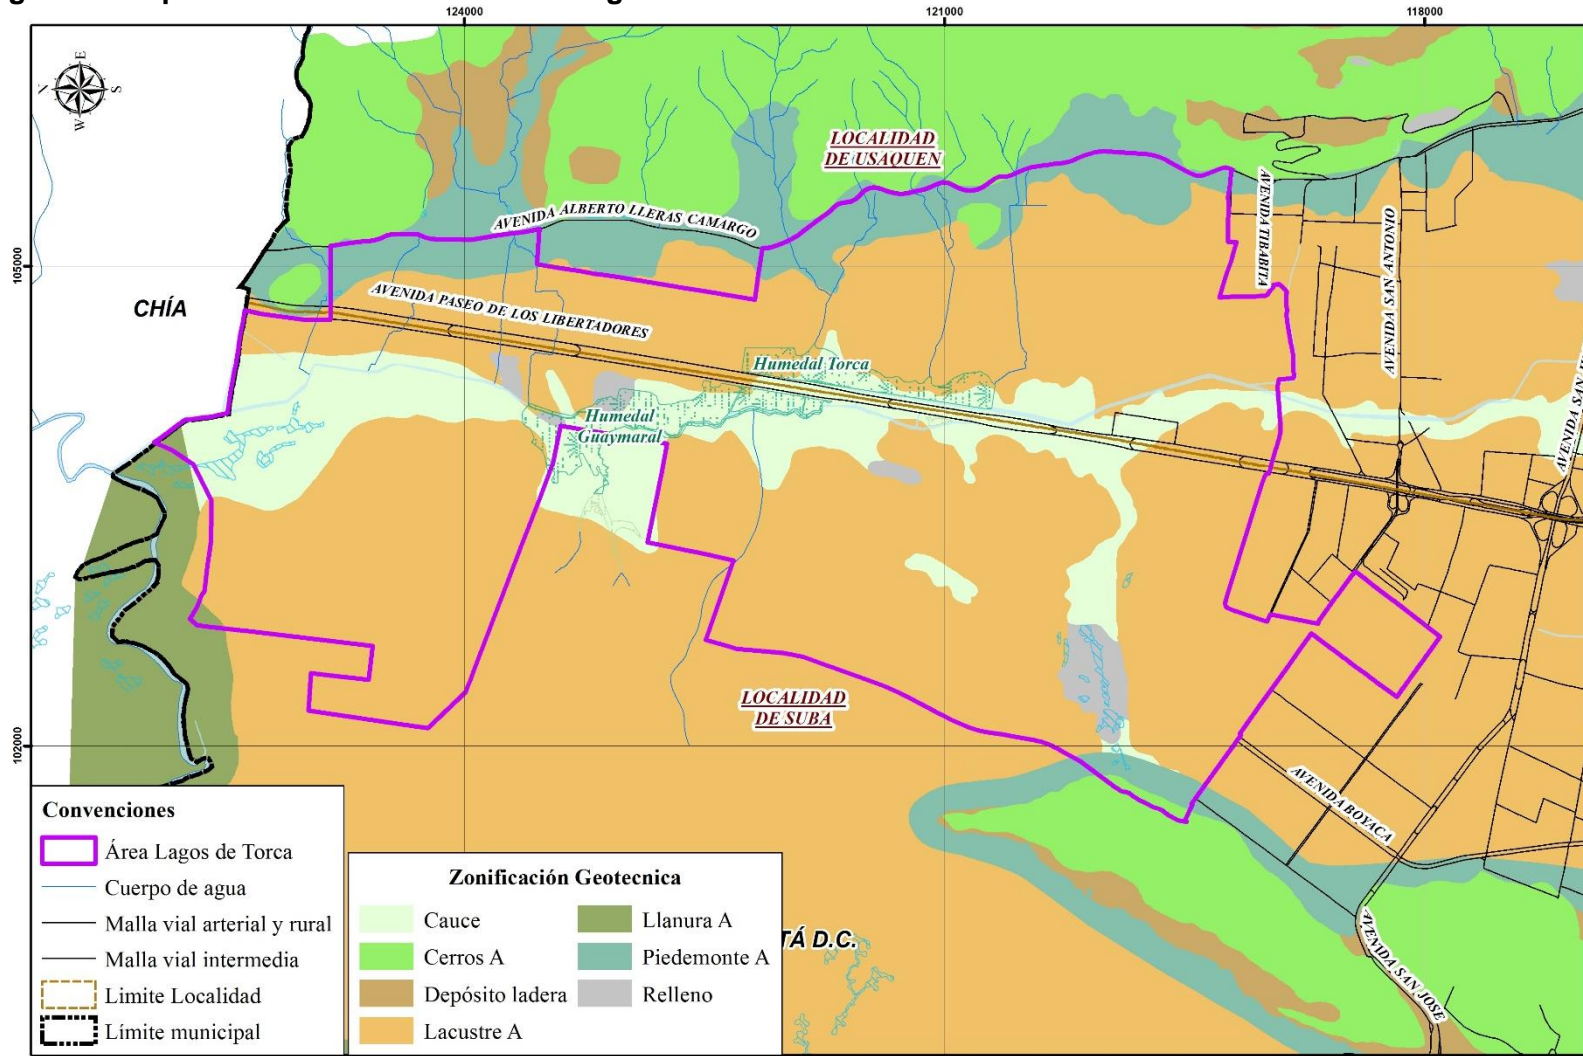 124000
121000
118000
N
E
S
W
LOCALIDAD
DE USAQUEN
AVENIDA ALBERTO LLERAS CAMARGO
AVENIDA TIBABITA
AVENIDA SAN ANTONIO
105000
CHÍA
AVENIDA PASEO DE LOS LIBERTADORES
Humedal Torca
Humedal
Guaymaral
AVENIDA SAN
LOCALIDAD
DE SUBA
102000
AVENIDA BOYACA
AVENIDA SAN JOSE
TÁ D.C.
Convenciones
Área Lagos de Torca
Cuerpo de agua
Malla vial arterial y rural
Malla vial intermedia
Limite Localidad
Límite municipal
Zonificación Geotecnica
Cauce
Cerros A
Depósito ladera
Lacustre A
Llanura A
Piedemonte A
Relleno